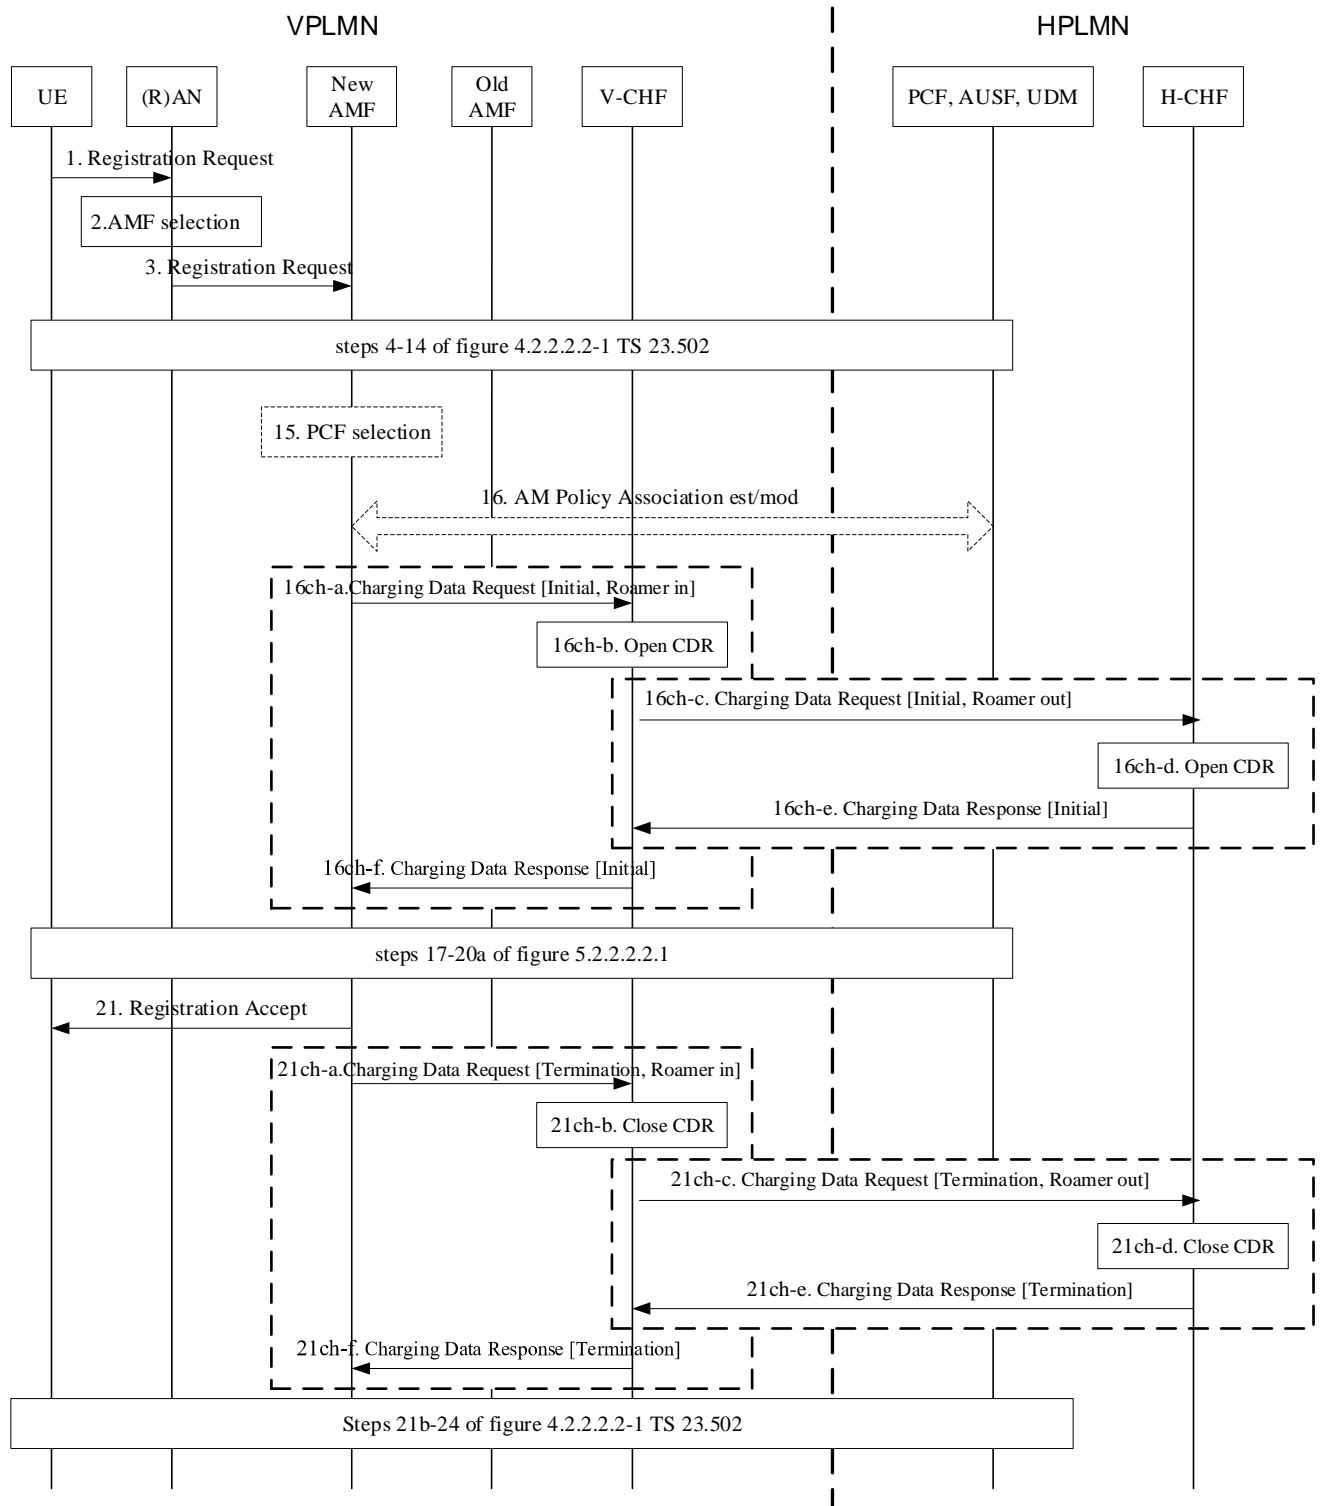 VPLMN
HPLMN
UE
(R)AN
New
AMF
Old
AMF
V-CHF
PCF, AUSF, UDM
H-CHF
1. Registration Request
2.AMF selection
3. Registration Request
steps 4-14 of figure 4.2.2.2.2-1 TS 23.502
15. PCF selection
16. AM Policy Association est/mod
16ch-a.Charging Data Request [Initial, Roamer in]
16ch-b. Open CDR
16ch-c. Charging Data Request [Initial, Roamer out]
16ch-d. Open CDR
16ch-e. Charging Data Response [Initial]
16ch-f. Charging Data Response [Initial]
steps 17-20a of figure 5.2.2.2.2.1
21. Registration Accept
21ch-a.Charging Data Request [Termination, Roamer in]
21ch-b. Close CDR
21ch-c. Charging Data Request [Termination, Roamer out]
21ch-d. Close CDR
21ch-e. Charging Data Response [Termination]
21ch-f. Charging Data Response [Termination]
Steps 21b-24 of figure 4.2.2.2.2-1 TS 23.502